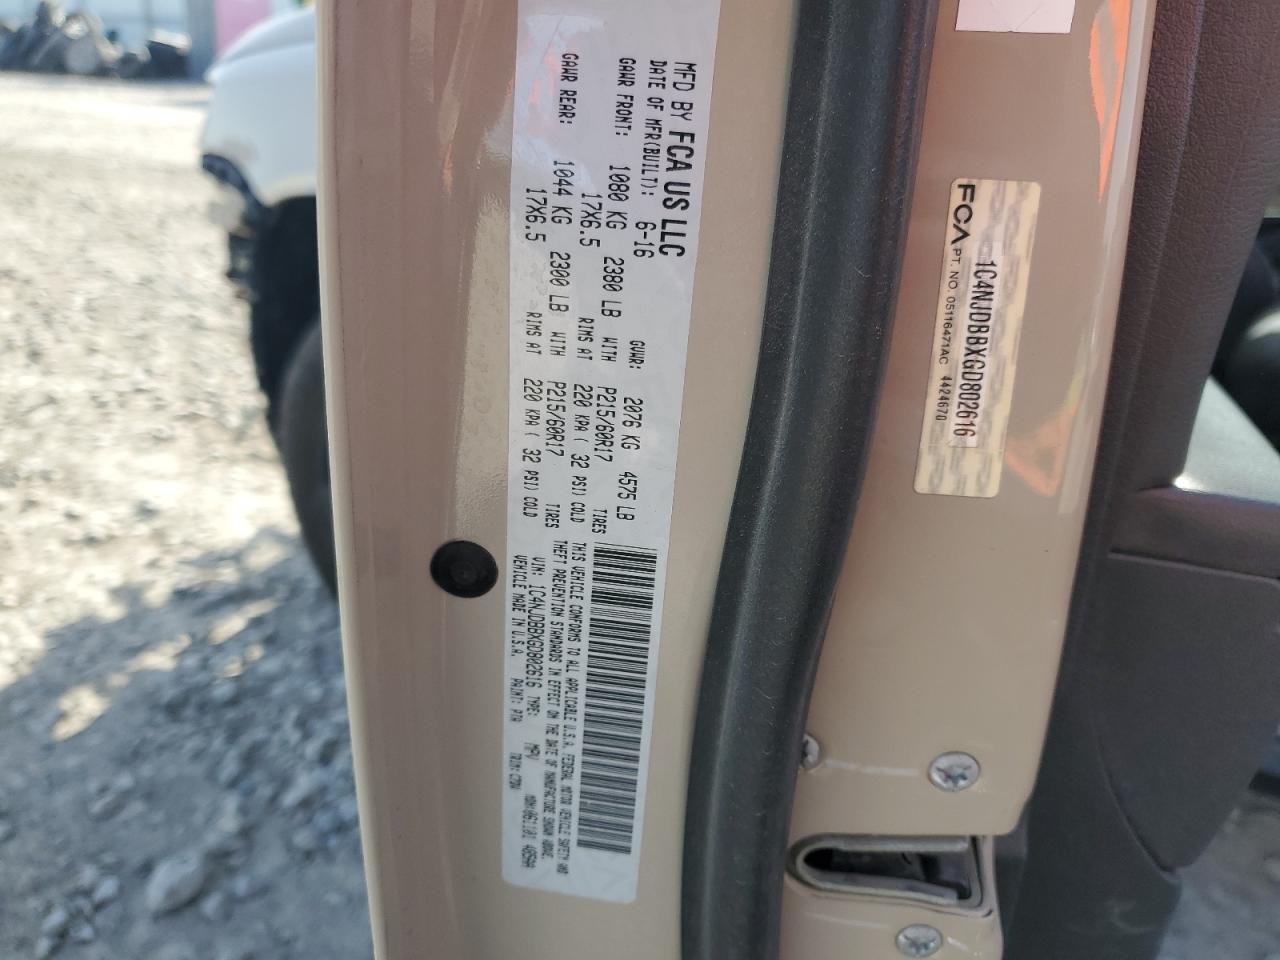 MFD BY FCA US LLC
DATE OF MFR(BUILT): 6-16 GVWR: 2076 KG 4575 LB
GAWR FRONT: 1080 KG 2380 LB WITH P215/60R17 TIRES
17X6.5 RIMS AT 220 KPA ( 32 PSI) COLD
GAWR REAR: 1044 KG 2300 LB WITH P215/60R17 TIRES
17X6.5 RIMS AT 220 KPA ( 32 PSI) COLD
THIS VEHICLE CONFORMS TO ALL APPLICABLE U.S.A. FEDERAL MOTOR VEHICLE SAFETY AND
THEFT PREVENTION STANDARDS IN EFFECT ON THE DATE OF MANUFACTURE SHOWN ABOVE.
VIN: 1C4NJDBBXGD802616 TYPE: MPV MDH:061101 405AA
VEHICLE MADE IN U.S.A. PAINT: TRIM:
1C4NJDBBXGD802616
FCA PT. NO. 05116471AC 4424670